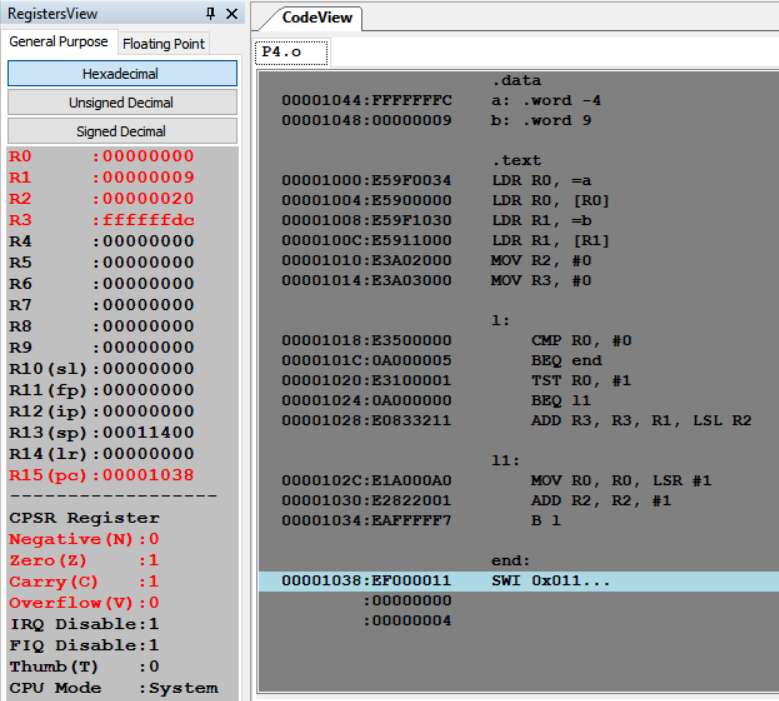 RegistersView
General Purpose Floating Point
Hexadecimal
Unsigned Decimal
Signed Decimal
R0 :00000000
R1 :00000009
R2 :00000020
R3 :ffffffdc
R4 :00000000
R5 :00000000
R6 :00000000
R7 :00000000
R8 :00000000
R9 :00000000
R10(sl):00000000
R11(fp):00000000
R12(ip):00000000
R13(sp):00011400
R14(lr):00000000
R15(pc):00001038
------------------
CPSR Register
Negative(N):0
Zero(Z) :1
Carry(C) :1
Overflow(V):0
IRQ Disable:1
FIQ Disable:1
Thumb(T) :0
CPU Mode :System
CodeView
P4.o
.data
00001044:FFFFFFFC a: .word -4
00001048:00000009 b: .word 9
.text
00001000:E59F0034 LDR R0, =a
00001004:E5900000 LDR R0, [R0]
00001008:E59F1030 LDR R1, =b
0000100C:E5911000 LDR R1, [R1]
00001010:E3A02000 MOV R2, #0
00001014:E3A03000 MOV R3, #0
l:
00001018:E3500000 CMP R0, #0
0000101C:0A000005 BEQ end
00001020:E3100001 TST R0, #1
00001024:0A000000 BEQ l1
00001028:E0833211 ADD R3, R3, R1, LSL R2
l1:
0000102C:E1A000A0 MOV R0, R0, LSR #1
00001030:E2822001 ADD R2, R2, #1
00001034:EAFFFFF7 B l
end:
00001038:EF000011 SWI 0x011...
:00000000
:00000004